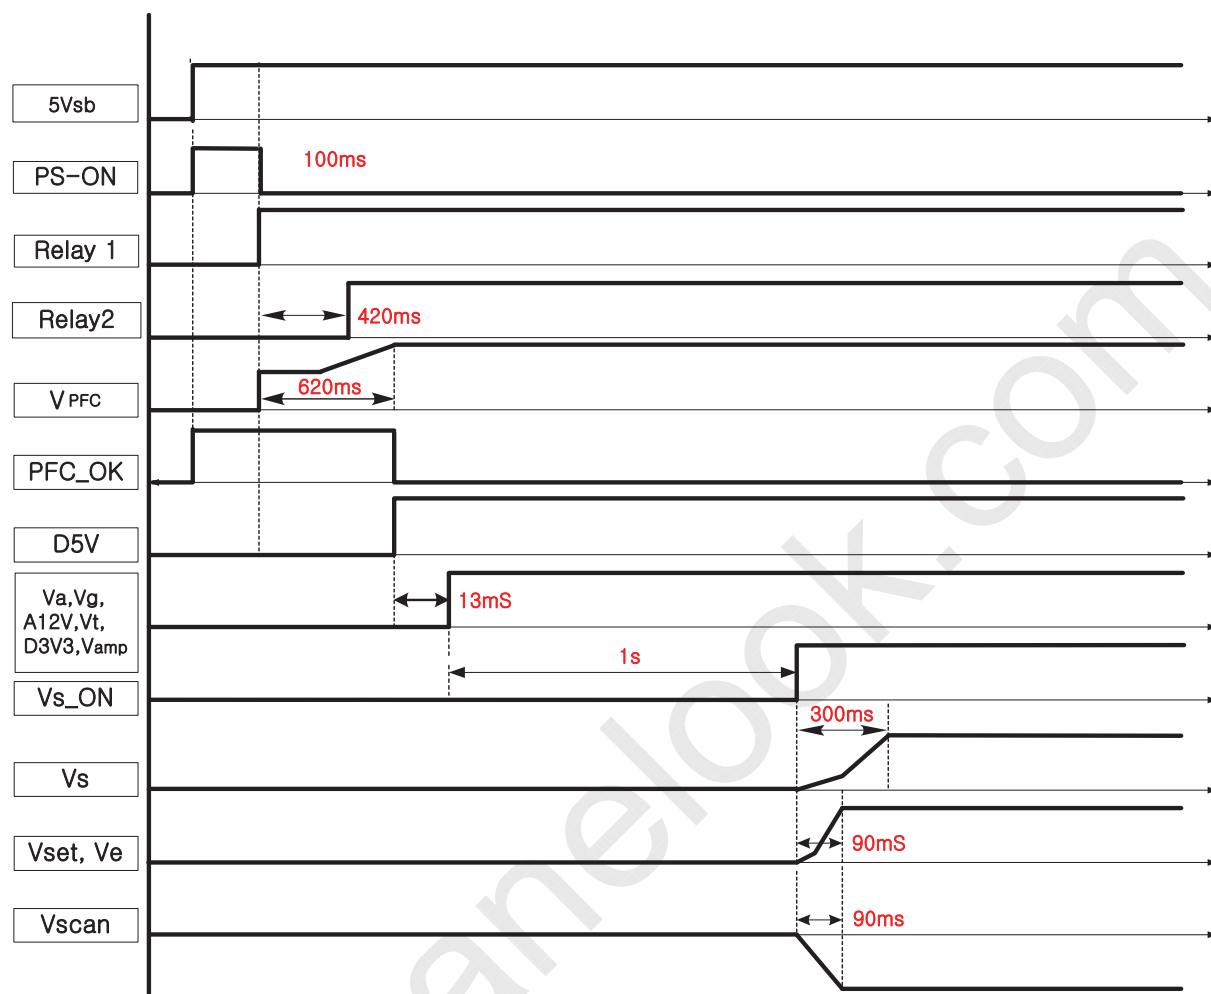 5Vsb
PS-ON
100ms
Relay 1
Relay2
420ms
V PFC
620ms
PFC_OK
D5V
Va,Vg,
A12V,Vt,
D3V3,Vamp
13mS
1s
Vs_ON
300ms
Vs
Vset, Ve
90mS
Vscan
90ms
anelook.com